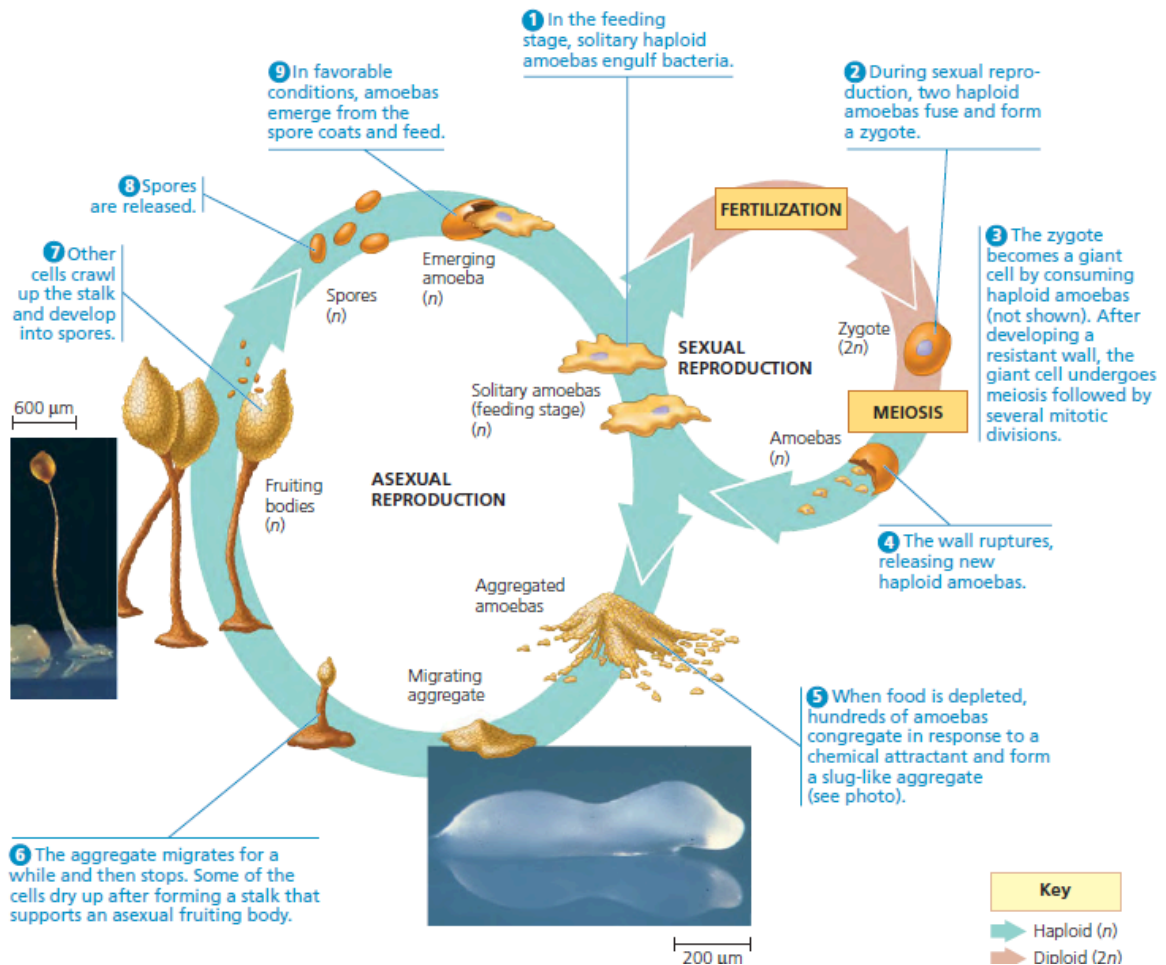 1 In the feeding
stage, solitary haploid
amoebas engulf bacteria.
2 During sexual repro-
duction, two haploid
amoebas fuse and form
a zygote.
9 In favorable
conditions, amoebas
emerge from the
spore coats and feed.
8 Spores
are released.
7 Other
cells crawl
up the stalk
and develop
into spores.
FERTILIZATION
3 The zygote
becomes a giant
cell by consuming
haploid amoebas
(not shown). After
developing a
resistant wall, the
giant cell undergoes
meiosis followed by
several mitotic
divisions.
Emerging
amoeba
(n)
Spores
(n)
Zygote
(2n)
SEXUAL
REPRODUCTION
Solitary amoebas
(feeding stage)
(n)
MEIOSIS
Amoebas
(n)
600 μm
Fruiting
bodies
(n)
ASEXUAL
REPRODUCTION
4 The wall ruptures,
releasing new
haploid amoebas.
Aggregated
amoebas
Migrating
aggregate
5 When food is depleted,
hundreds of amoebas
congregate in response to a
chemical attractant and form
a slug-like aggregate
(see photo).
6 The aggregate migrates for a
while and then stops. Some of the
cells dry up after forming a stalk that
supports an asexual fruiting body.
200 μm
Key
Haploid (n)
Diploid (2n)